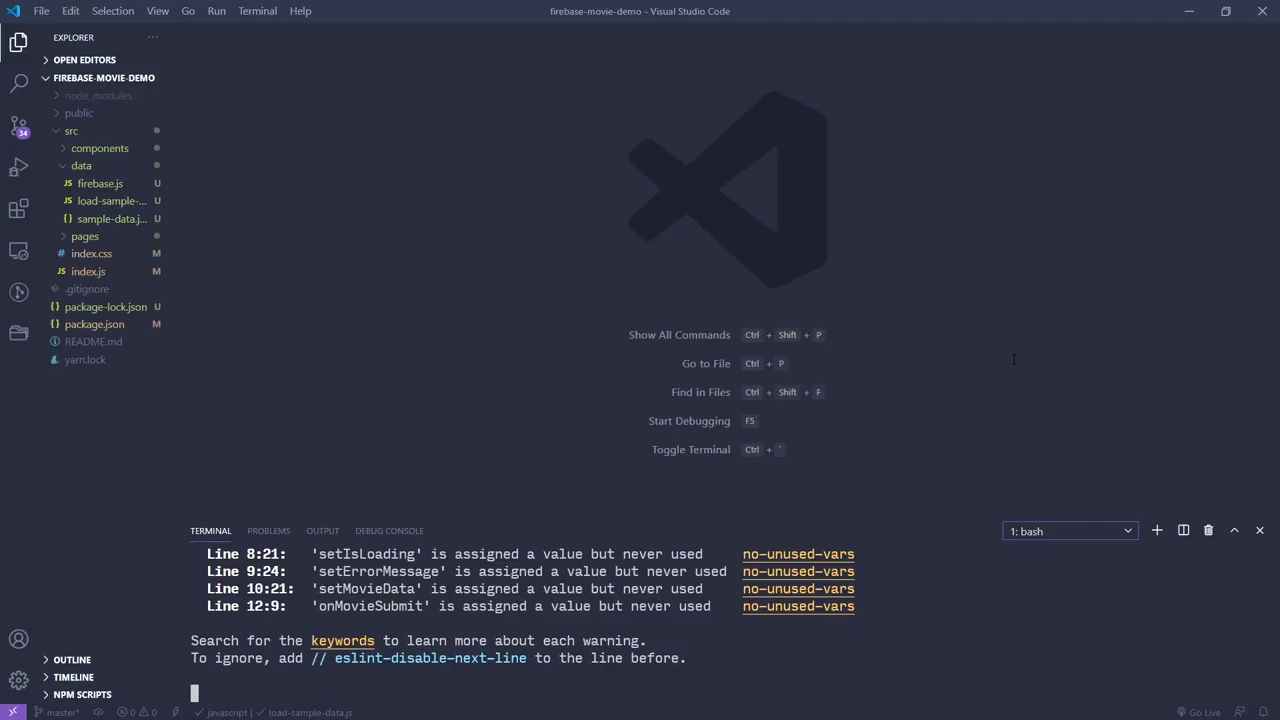 File Edit Selection View Go Run Terminal Help
firebase-movie-demo - Visual Studio Code
EXPLORER
OPEN EDITORS
FIREBASE-MOVIE-DEMO
node_modules
public
src
components
data
JS firebase.js U
JS load-sample-... U
{} sample-data.j... U
pages
# index.css M
JS index.js M
.gitignore
{} package-lock.json U
{} package.json M
README.md
yarn.lock
34
Show All Commands Ctrl + Shift + P
Go to File Ctrl + P
Find in Files Ctrl + Shift + F
Start Debugging F5
Toggle Terminal Ctrl + `
TERMINAL PROBLEMS OUTPUT DEBUG CONSOLE
1: bash
Line 8:21: 'setIsLoading' is assigned a value but never used no-unused-vars
Line 9:24: 'setErrorMessage' is assigned a value but never used no-unused-vars
Line 10:21: 'setMovieData' is assigned a value but never used no-unused-vars
Line 12:9: 'onMovieSubmit' is assigned a value but never used no-unused-vars
Search for the keywords to learn more about each warning.
To ignore, add // eslint-disable-next-line to the line before.
OUTLINE
TIMELINE
NPM SCRIPTS
master* 0 0 javascript | load-sample-data.js Go Live